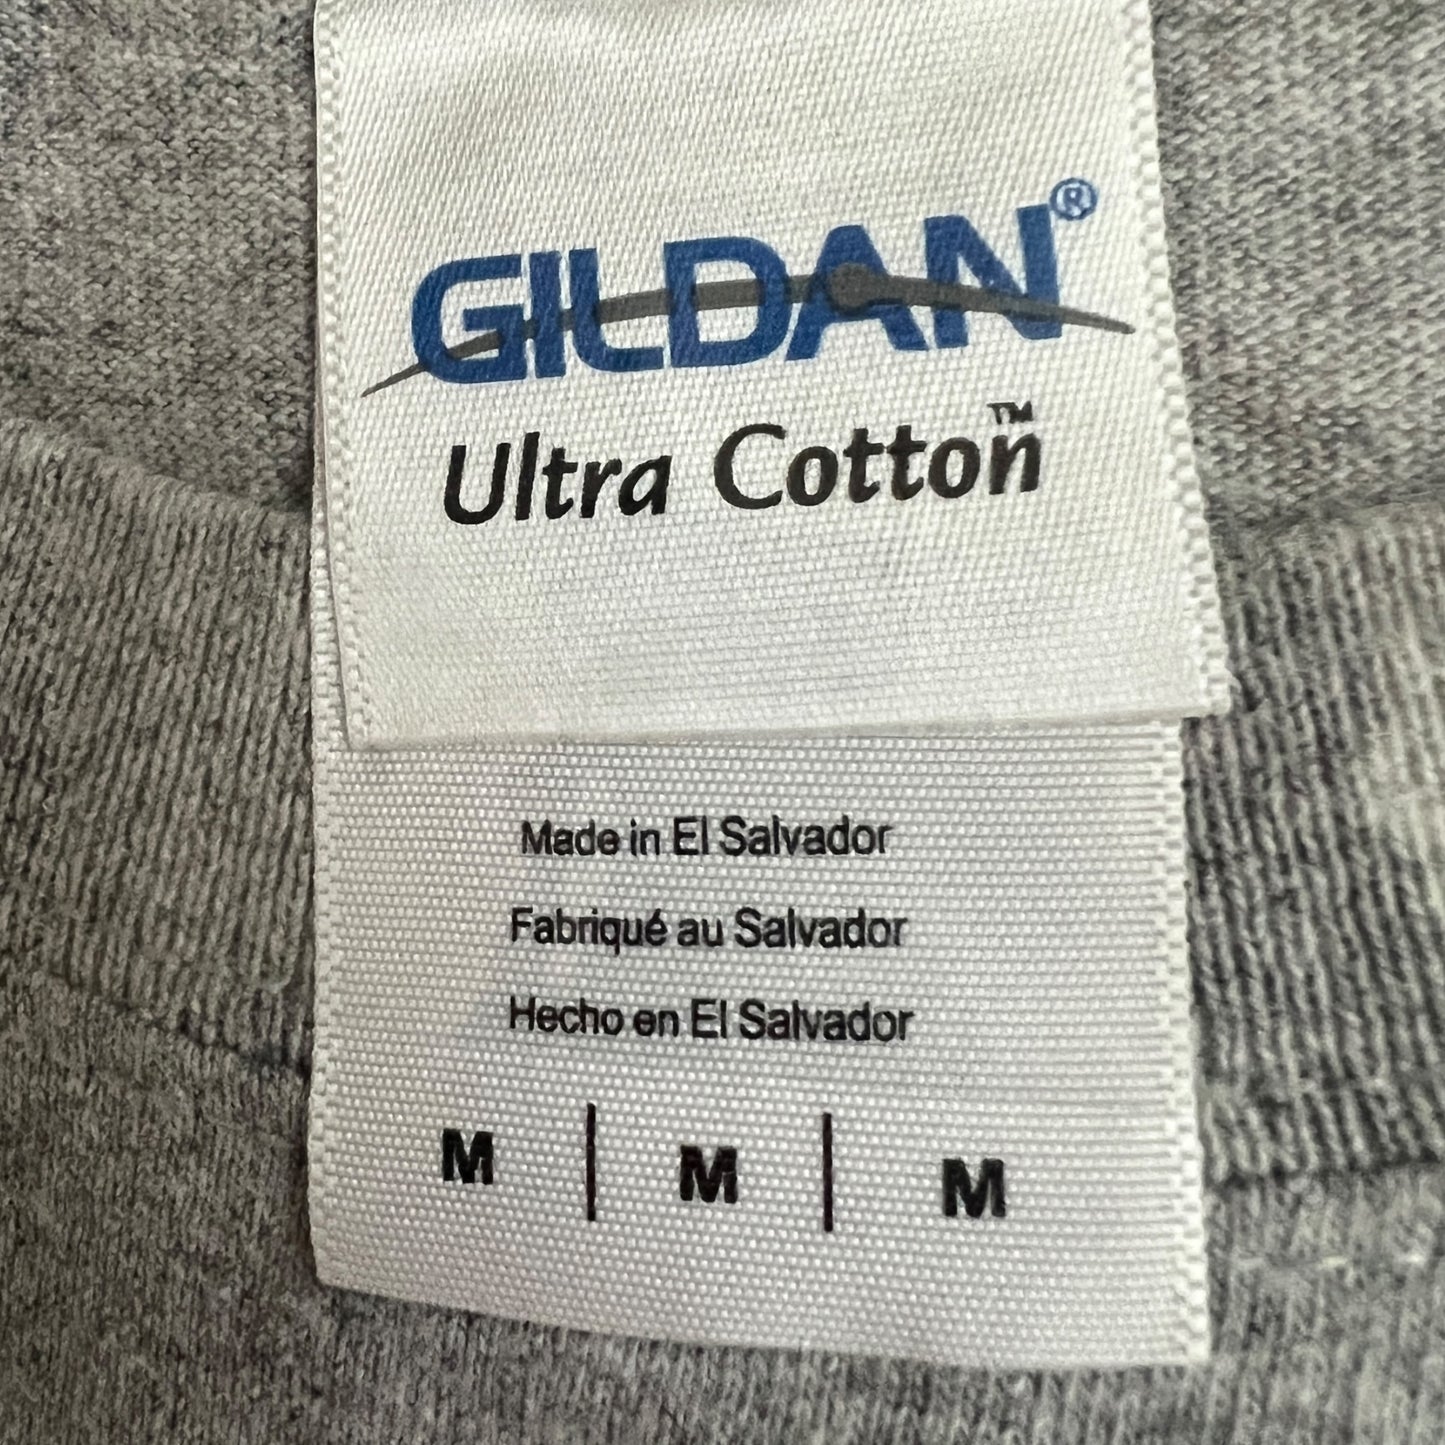 GILDAN®
Ultra Cotton™
Made in El Salvador
Fabriqué au Salvador
Hecho en El Salvador
M | M | M